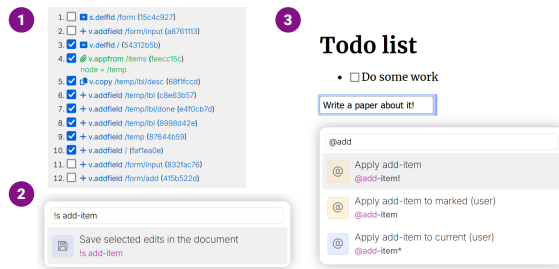 1
1. s.delfld /form (15c4c927)
2. + v.addfield /form/input (a8761113)
3. v.delfld / (54312b5b)
4. v.appfrom /items (feecc15c)
node = /temp
5. v.copy /temp/lbl/desc (68f1fccd)
6. + v.addfield /temp/lbl (c8e63b57)
7. + v.addfield /temp/lbl/done (e4f0cb7d)
8. + v.addfield /temp/lbl (8998d42e)
9. + v.addfield /temp (87644b59)
10. + v.addfield / (faf1ea0e)
11. + v.addfield /form/input (832fac76)
12. + v.addfield /form/add (415b522d)
2
!s add-item
Save selected edits in the document
!s add-item
3
Todo list
• Do some work
Write a paper about it!
@add
@ Apply add-item
@add-item!
@ Apply add-item to marked (user)
@add-item
@ Apply add-item to current (user)
@add-item*